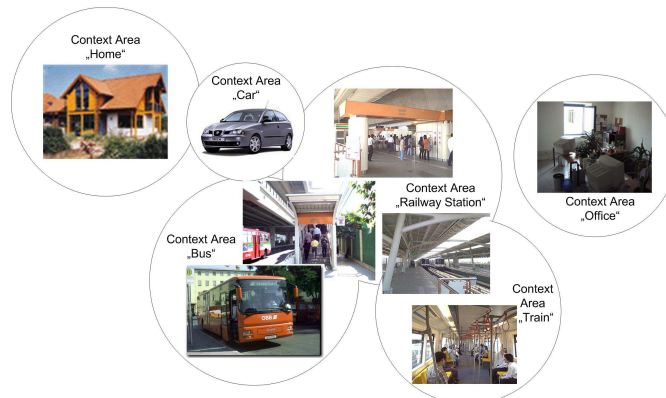 Context Area
„Home“
Context Area
„Car“
Context Area
„Railway Station“
Context Area
„Office“
Context Area
„Bus“
ÖBB
Context
Area
„Train“